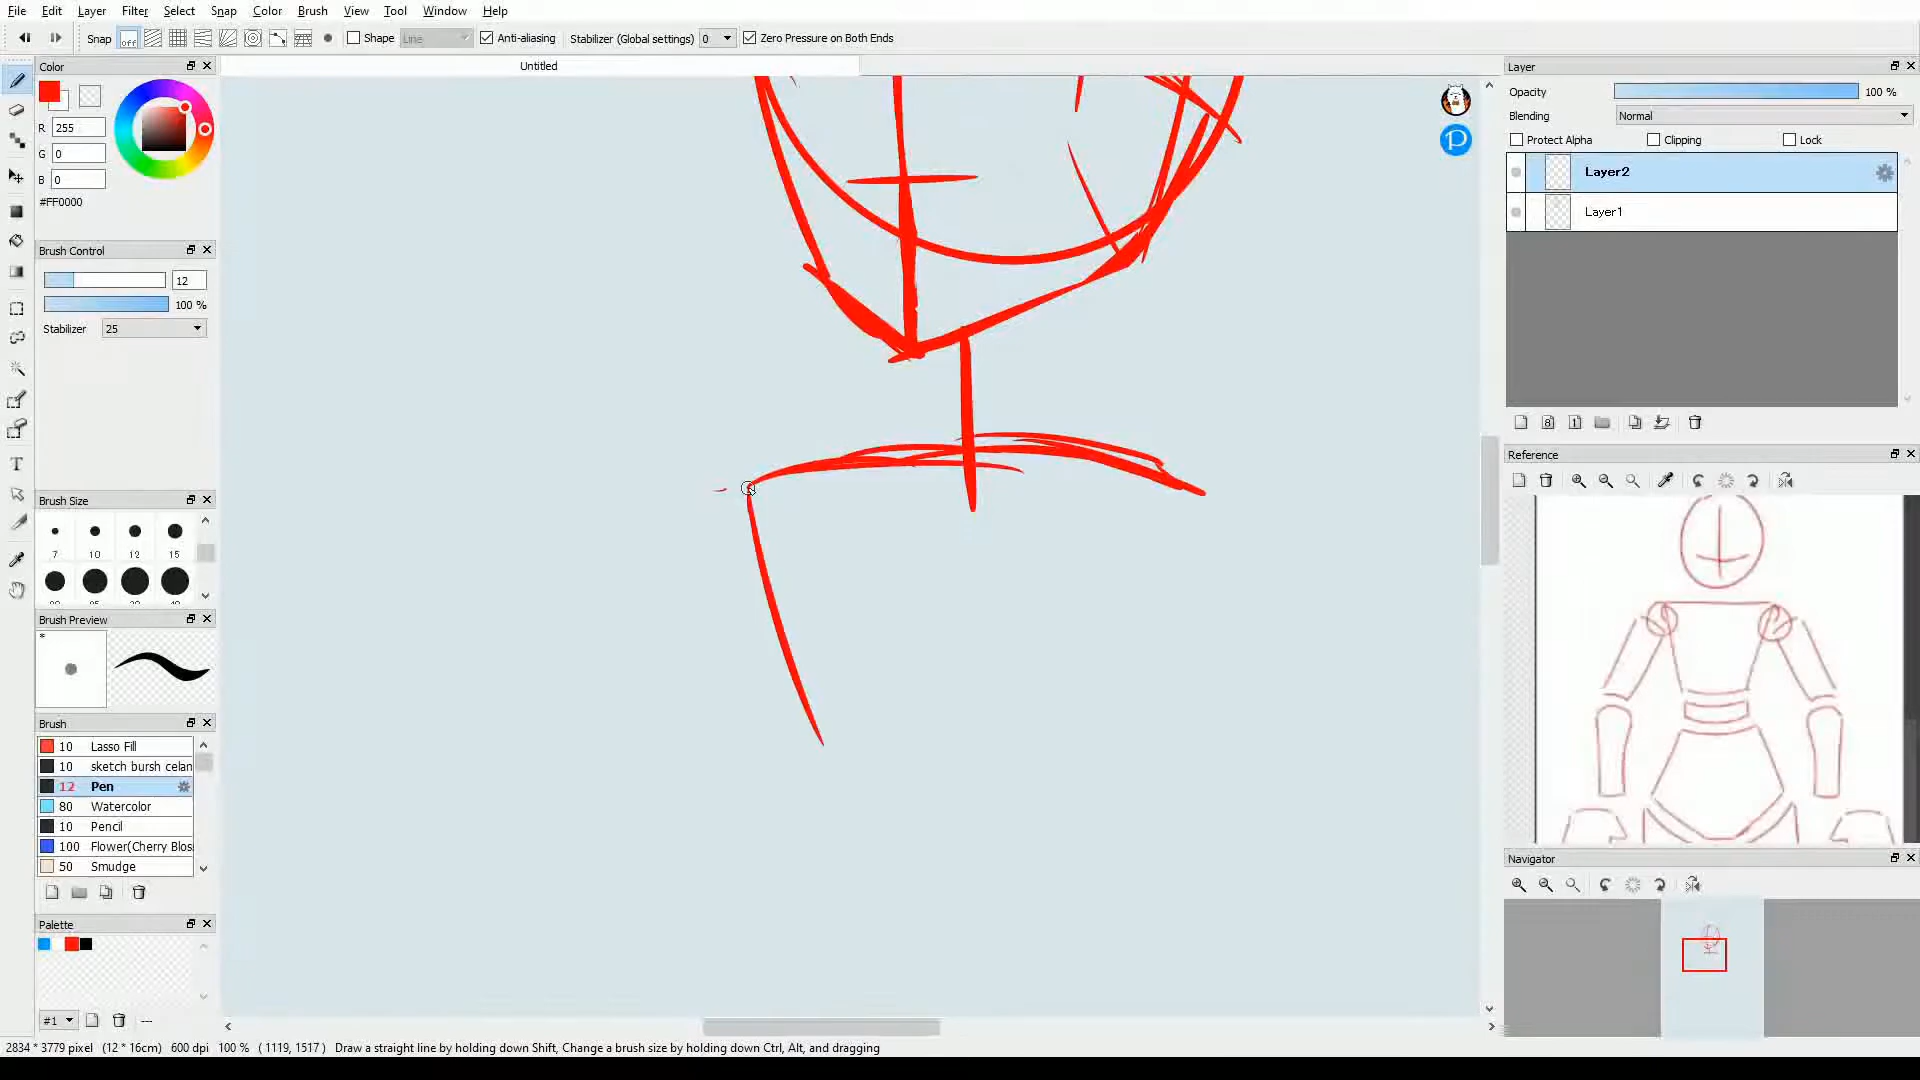 File Edit Layer Filter Select Snap Color Brush View Tool Window Help
Snap off Shape Line Anti-aliasing Stabilizer (Global settings) 0 Zero Pressure on Both Ends
Color
R 255
G 0
B 0
#FF0000
Brush Control
12
100 %
Stabilizer 25
Brush Size
7 10 12 15
Brush Preview
*
Brush
10 Lasso Fill
10 sketch bursh celan
12 Pen
80 Watercolor
10 Pencil
100 Flower(Cherry Blos
50 Smudge
Palette
#1
Untitled
P
Layer
Opacity 100 %
Blending Normal
Protect Alpha Clipping Lock
Layer2
Layer1
8 1
Reference
Navigator
2834 * 3779 pixel (12 * 16cm) 600 dpi 100 % ( 1119, 1517 ) Draw a straight line by holding down Shift, Change a brush size by holding down Ctrl, Alt, and dragging